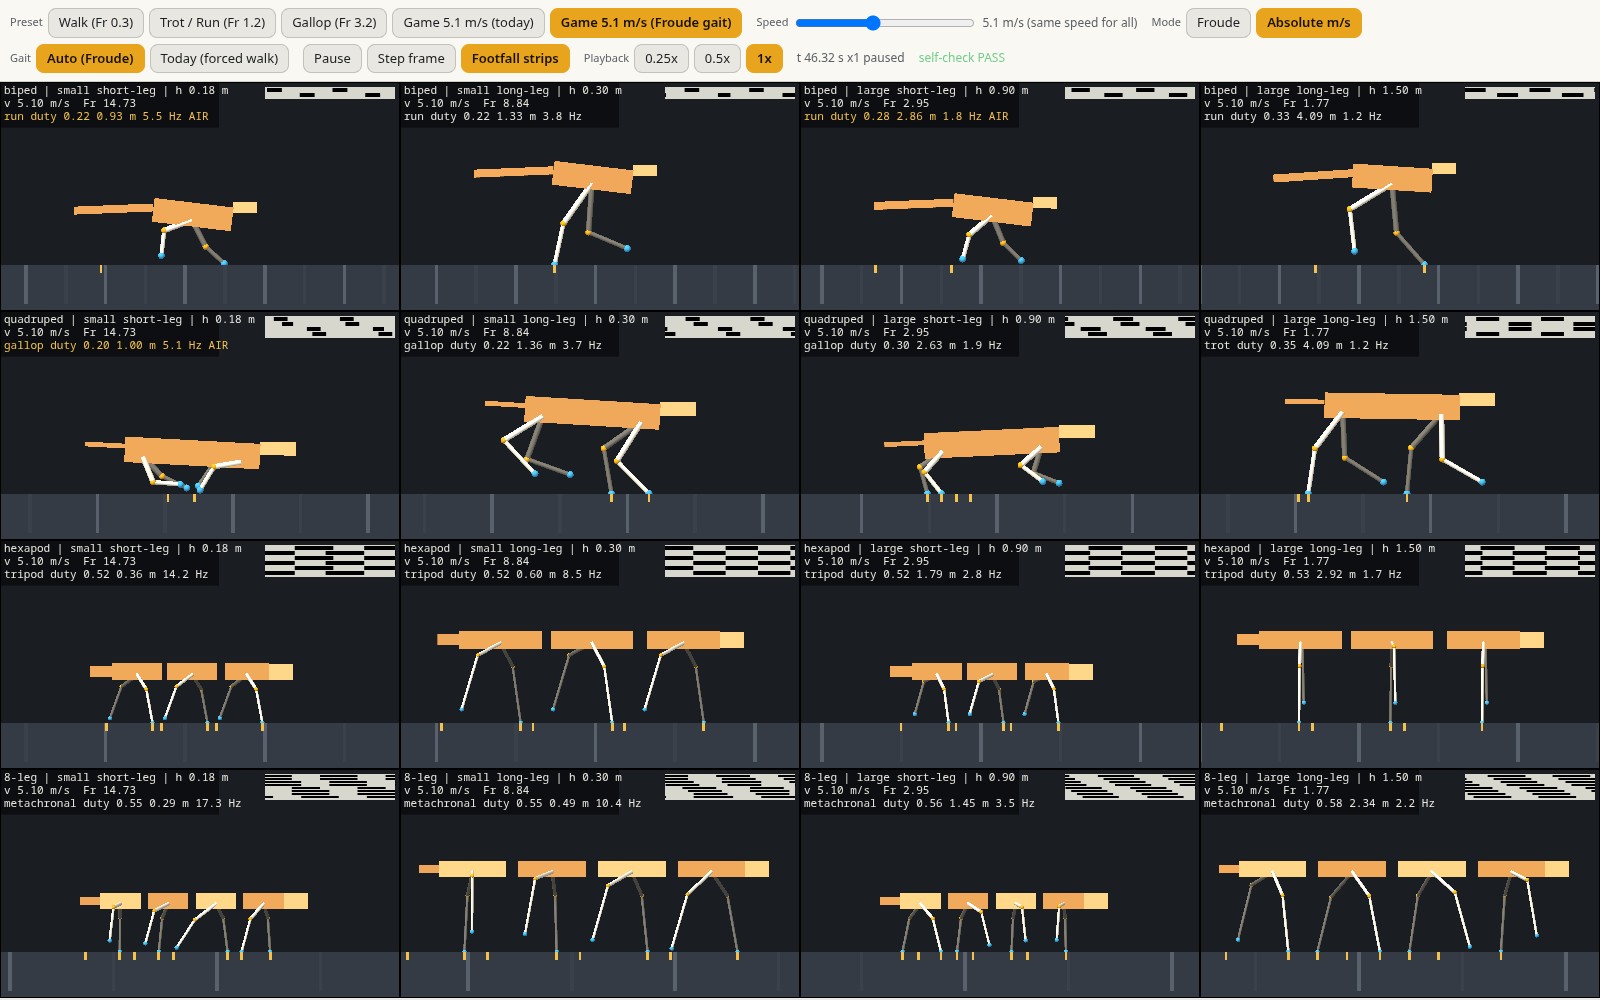 Preset Walk (Fr 0.3) Trot / Run (Fr 1.2) Gallop (Fr 3.2) Game 5.1 m/s (today) Game 5.1 m/s (Froude gait) Speed 5.1 m/s (same speed for all) Mode Froude Absolute m/s
Gait Auto (Froude) Today (forced walk) Pause Step frame Footfall strips Playback 0.25x 0.5x 1x t 46.32 s x1 paused self-check PASS
biped | small short-leg | h 0.18 m
v 5.10 m/s Fr 14.73
run duty 0.22 0.93 m 5.5 Hz AIR
biped | small long-leg | h 0.30 m
v 5.10 m/s Fr 8.84
run duty 0.22 1.33 m 3.8 Hz
biped | large short-leg | h 0.90 m
v 5.10 m/s Fr 2.95
run duty 0.28 2.86 m 1.8 Hz AIR
biped | large long-leg | h 1.50 m
v 5.10 m/s Fr 1.77
run duty 0.33 4.09 m 1.2 Hz
quadruped | small short-leg | h 0.18 m
v 5.10 m/s Fr 14.73
gallop duty 0.20 1.00 m 5.1 Hz AIR
quadruped | small long-leg | h 0.30 m
v 5.10 m/s Fr 8.84
gallop duty 0.22 1.36 m 3.7 Hz
quadruped | large short-leg | h 0.90 m
v 5.10 m/s Fr 2.95
gallop duty 0.30 2.63 m 1.9 Hz
quadruped | large long-leg | h 1.50 m
v 5.10 m/s Fr 1.77
trot duty 0.35 4.09 m 1.2 Hz
hexapod | small short-leg | h 0.18 m
v 5.10 m/s Fr 14.73
tripod duty 0.52 0.36 m 14.2 Hz
hexapod | small long-leg | h 0.30 m
v 5.10 m/s Fr 8.84
tripod duty 0.52 0.60 m 8.5 Hz
hexapod | large short-leg | h 0.90 m
v 5.10 m/s Fr 2.95
tripod duty 0.52 1.79 m 2.8 Hz
hexapod | large long-leg | h 1.50 m
v 5.10 m/s Fr 1.77
tripod duty 0.53 2.92 m 1.7 Hz
8-leg | small short-leg | h 0.18 m
v 5.10 m/s Fr 14.73
metachronal duty 0.55 0.29 m 17.3 Hz
8-leg | small long-leg | h 0.30 m
v 5.10 m/s Fr 8.84
metachronal duty 0.55 0.49 m 10.4 Hz
8-leg | large short-leg | h 0.90 m
v 5.10 m/s Fr 2.95
metachronal duty 0.56 1.45 m 3.5 Hz
8-leg | large long-leg | h 1.50 m
v 5.10 m/s Fr 1.77
metachronal duty 0.58 2.34 m 2.2 Hz